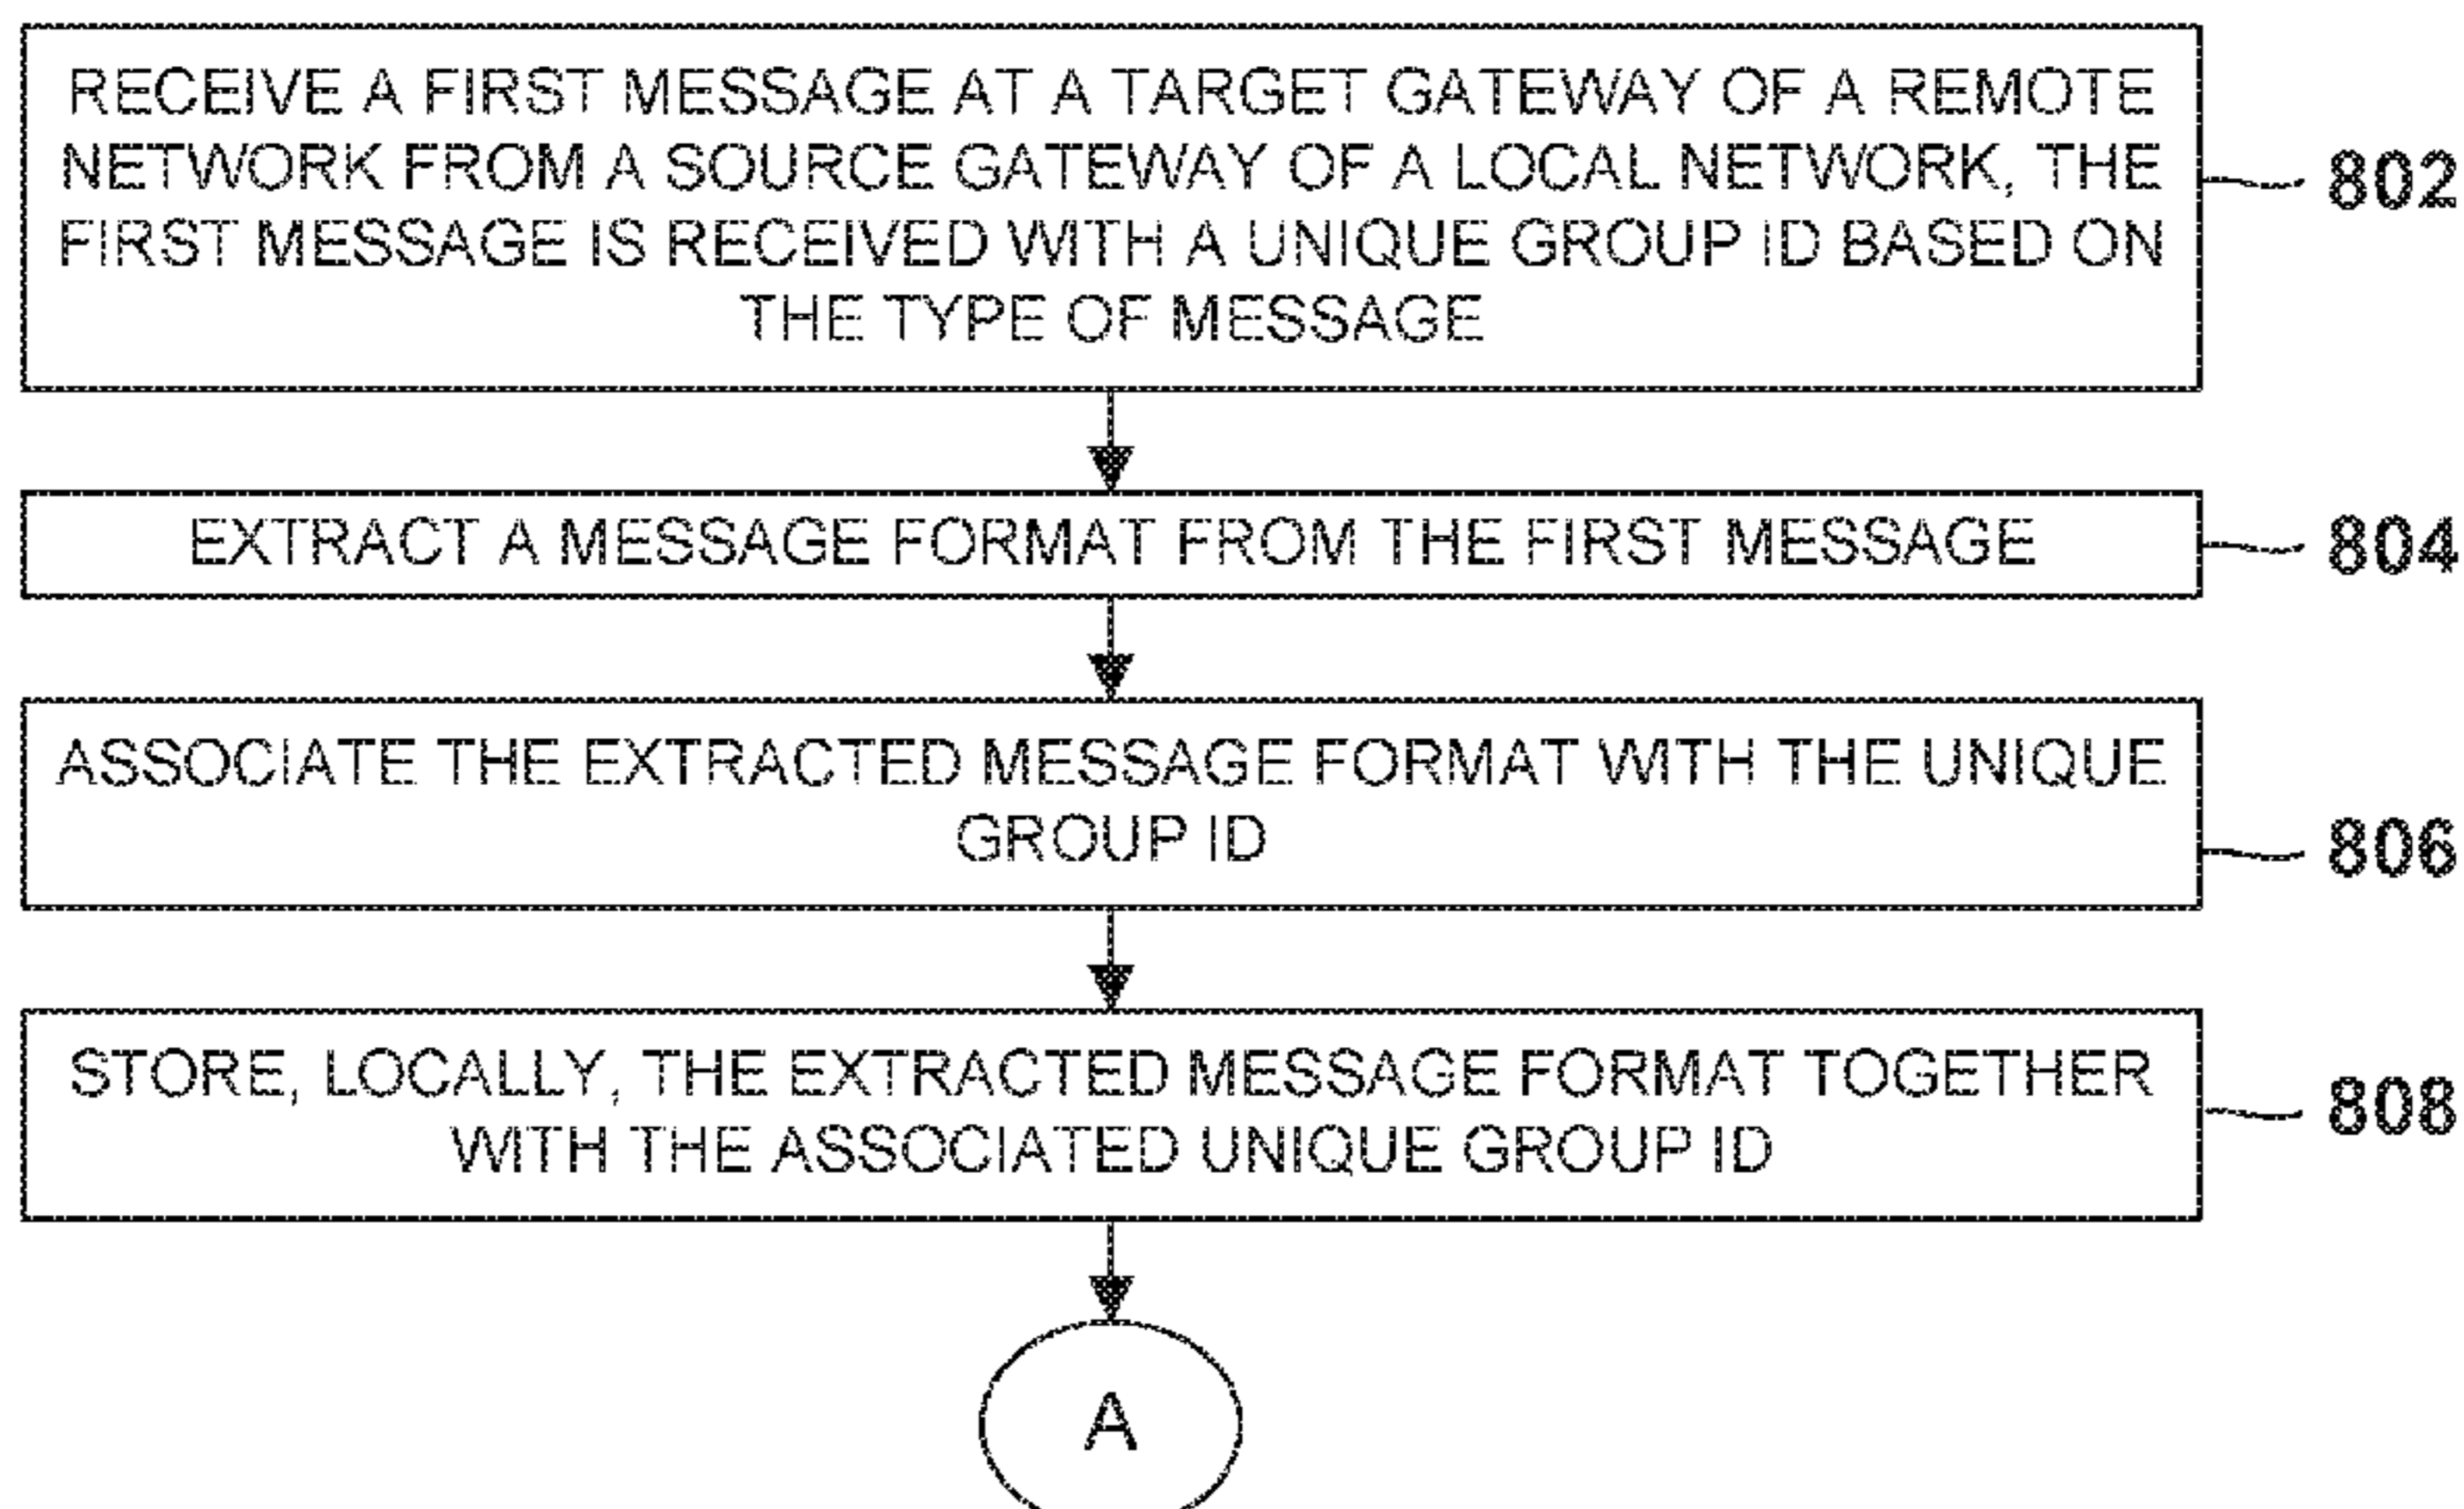 RECEIVE A FIRST MESSAGE AT A TARGET GATEWAY OF A REMOTE
NETWORK FROM A SOURCE GATEWAY OF A LOCAL NETWORK, THE
FIRST MESSAGE IS RECEIVED WITH A UNIQUE GROUP ID BASED ON
THE TYPE OF MESSAGE
802
EXTRACT A MESSAGE FORMAT FROM THE FIRST MESSAGE
804
ASSOCIATE THE EXTRACTED MESSAGE FORMAT WITH THE UNIQUE
GROUP ID
806
STORE, LOCALLY, THE EXTRACTED MESSAGE FORMAT TOGETHER
WITH THE ASSOCIATED UNIQUE GROUP ID
808
A